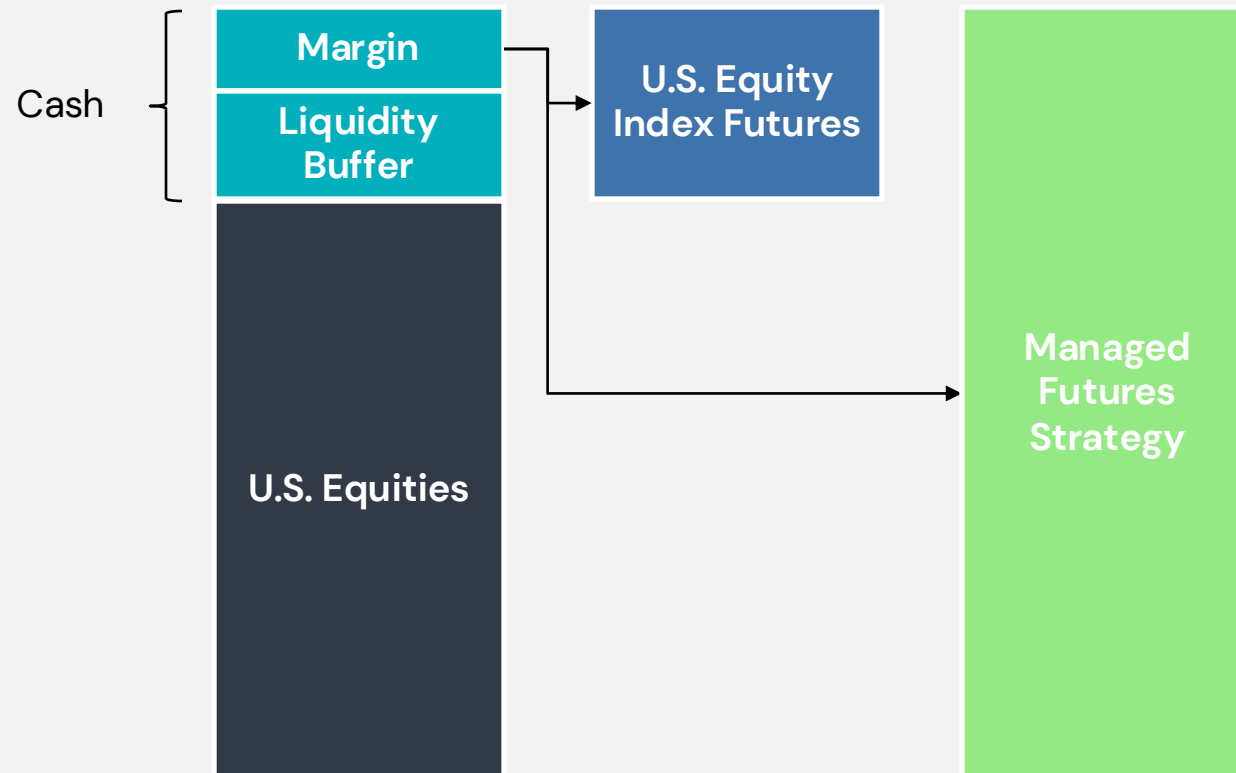 Cash
Margin
Liquidity
Buffer
U.S. Equities
U.S. Equity
Index Futures
Managed
Futures
Strategy